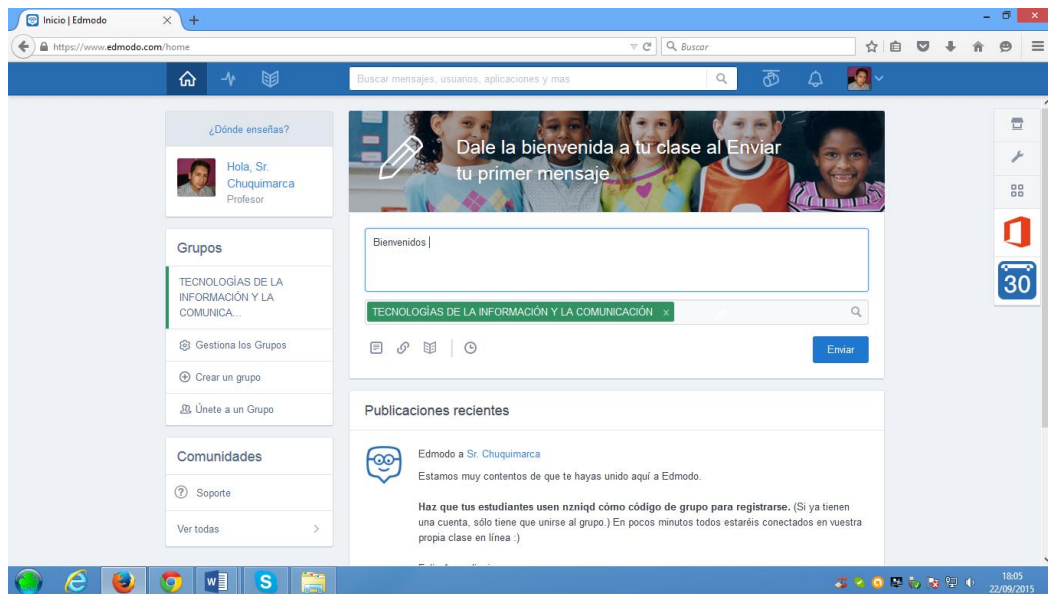 Inicio | Edmodo
https://www.edmodo.com/home
Buscar
Buscar mensajes, usuarios, aplicaciones y mas
¿Dónde enseñas?
Hola, Sr.
Chuquimarca
Profesor
Grupos
TECNOLOGÍAS DE LA
INFORMACIÓN Y LA
COMUNICA...
Gestiona los Grupos
Crear un grupo
Únete a un Grupo
Comunidades
Soporte
Ver todas
Dale la bienvenida a tu clase al Enviar
tu primer mensaje
Bienvenidos
TECNOLOGÍAS DE LA INFORMACIÓN Y LA COMUNICACIÓN x
Enviar
Publicaciones recientes
Edmodo a Sr. Chuquimarca
Estamos muy contentos de que te hayas unido aquí a Edmodo.
Haz que tus estudiantes usen nzniqd cómo código de grupo para registrarse. (Si ya tienen
una cuenta, sólo tiene que unirse al grupo.) En pocos minutos todos estaréis conectados en vuestra
propia clase en línea :)
30
18:05
22/09/2015